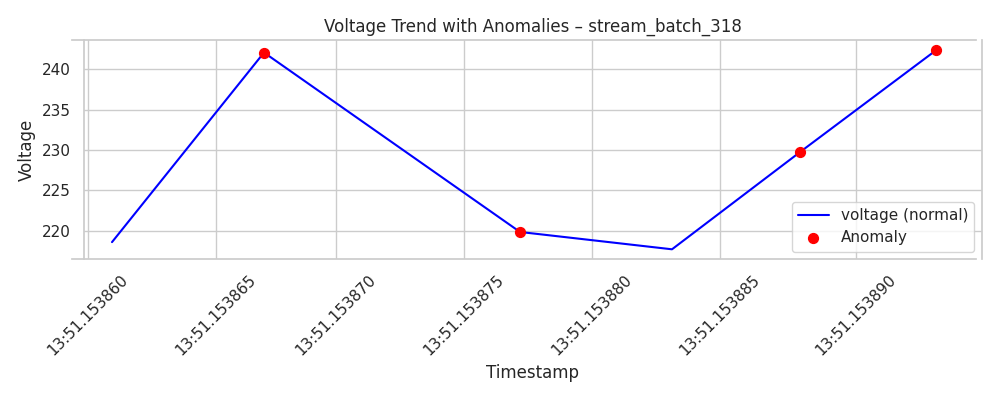 Voltage Trend with Anomalies – stream_batch_318
Voltage
240
235
230
225
220
voltage (normal)
Anomaly
13:51.153860
13:51.153865
13:51.153870
13:51.153875
13:51.153880
13:51.153885
13:51.153890
Timestamp